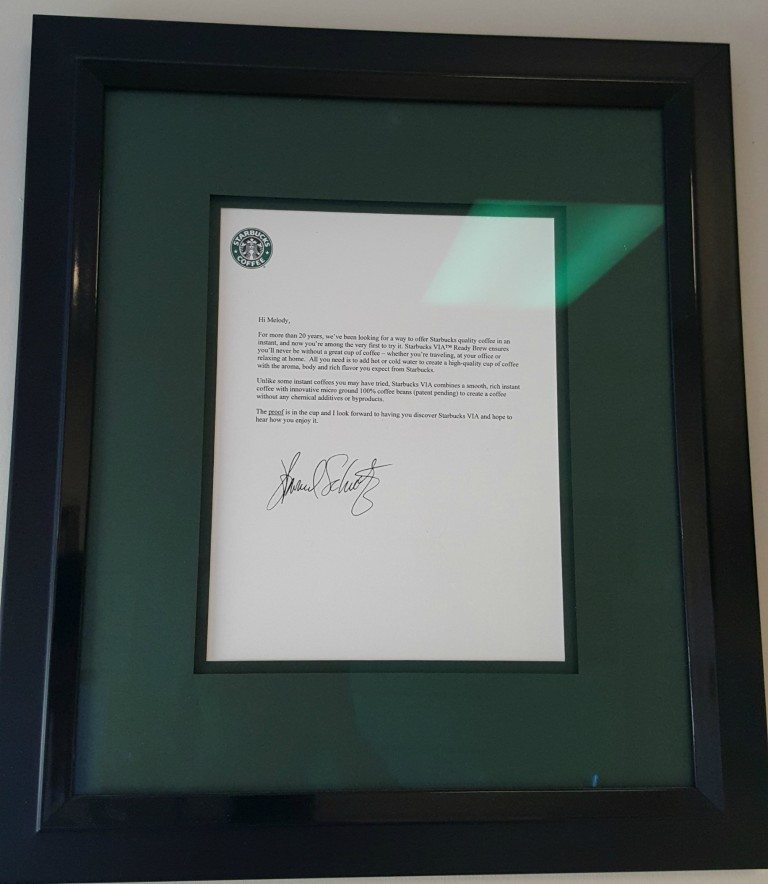 STARBUCKS
COFFEE
Hi Melody,
For more than 20 years, we've been looking for a way to offer Starbucks quality coffee in an
instant, and now you're among the very first to try it. Starbucks VIA™ Ready Brew ensures
you'll never be without a great cup of coffee – whether you're traveling, at your office or
relaxing at home.  All you need is to add hot or cold water to create a high-quality cup of coffee
with the aroma, body and rich flavor you expect from Starbucks.
Unlike some instant coffees you may have tried, Starbucks VIA combines a smooth, rich instant
coffee with innovative micro ground 100% coffee beans (patent pending) to create a coffee
without any chemical additives or byproducts.
The proof is in the cup and I look forward to having you discover Starbucks VIA and hope to
hear how you enjoy it.
Howard Schultz